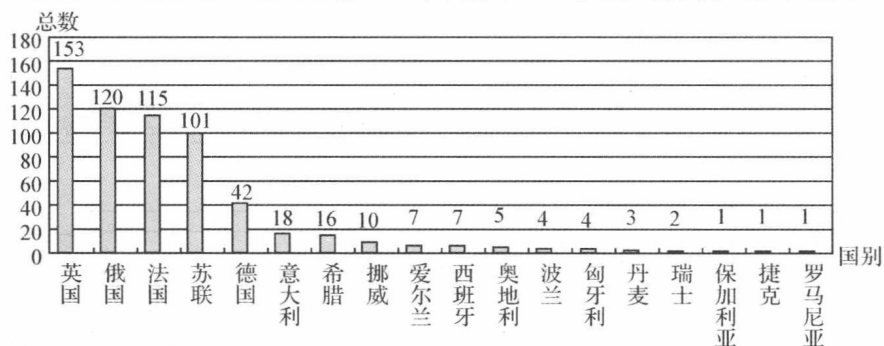 总数
180
160
140
120
100
80
60
40
20
0
153
120
115
101
42
18
16
10
7
7
5
4
4
3
2
1
1
1
英国
俄国
法国
苏联
德国
意大利
希腊
挪威
爱尔兰
西班牙
奥地利
波兰
匈牙利
丹麦
瑞士
保加利亚
捷克
罗马尼亚
国别